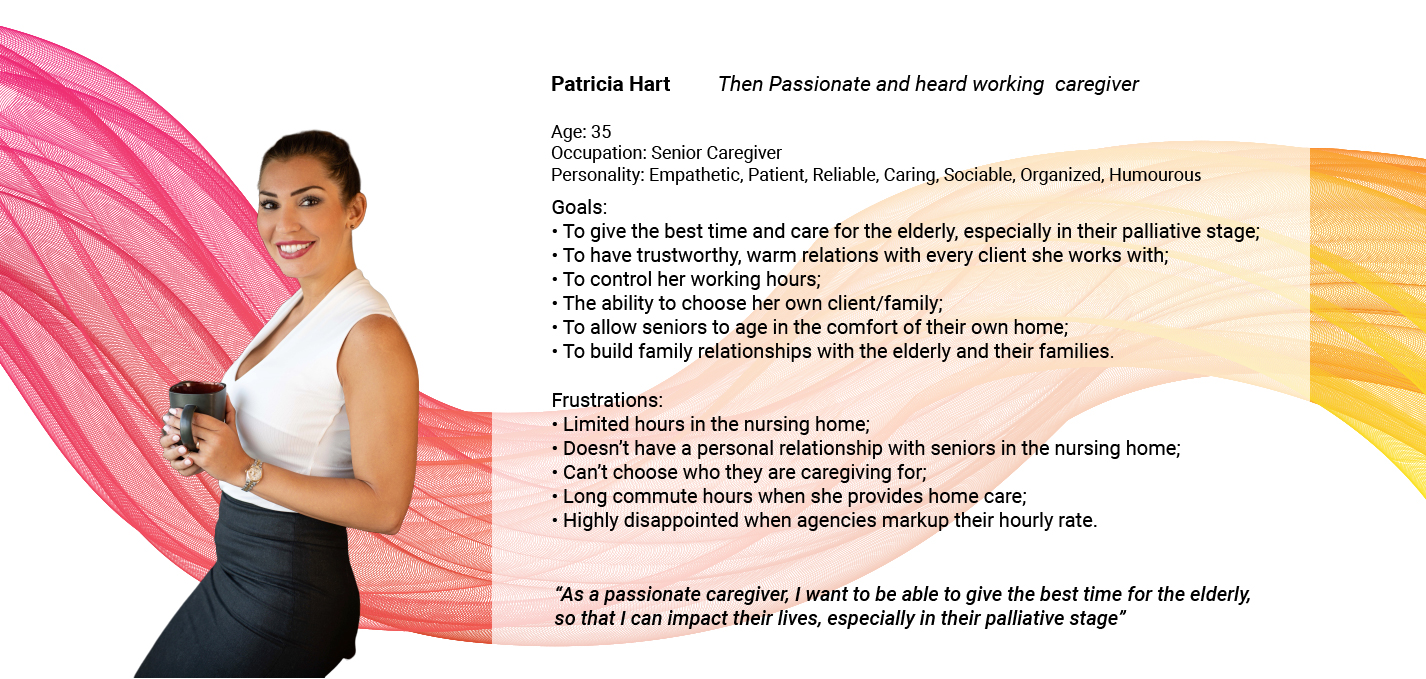 Patricia Hart Then Passionate and heard working caregiver
Age: 35
Occupation: Senior Caregiver
Personality: Empathetic, Patient, Reliable, Caring, Sociable, Organized, Humourous
Goals:
• To give the best time and care for the elderly, especially in their palliative stage;
• To have trustworthy, warm relations with every client she works with;
• To control her working hours;
• The ability to choose her own client/family;
• To allow seniors to age in the comfort of their own home;
• To build family relationships with the elderly and their families.
Frustrations:
• Limited hours in the nursing home;
• Doesn’t have a personal relationship with seniors in the nursing home;
• Can’t choose who they are caregiving for;
• Long commute hours when she provides home care;
• Highly disappointed when agencies markup their hourly rate.
“As a passionate caregiver, I want to be able to give the best time for the elderly,
so that I can impact their lives, especially in their palliative stage”